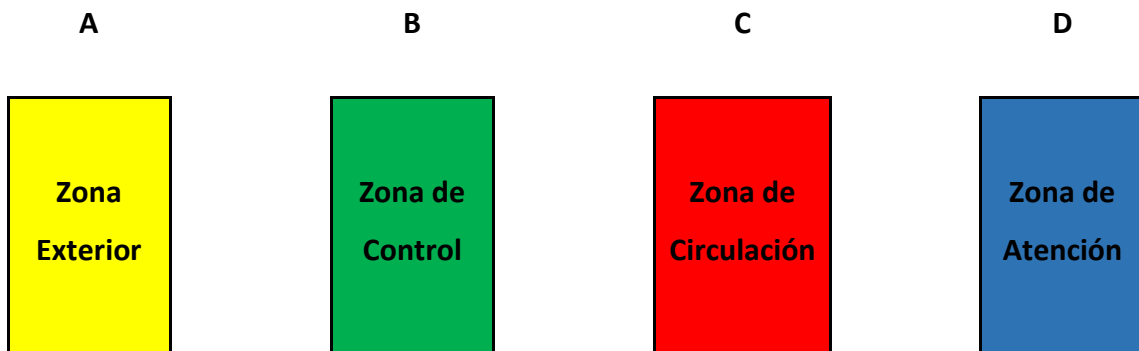 A B C D
Zona
Exterior
Zona de
Control
Zona de
Circulación
Zona de
Atención